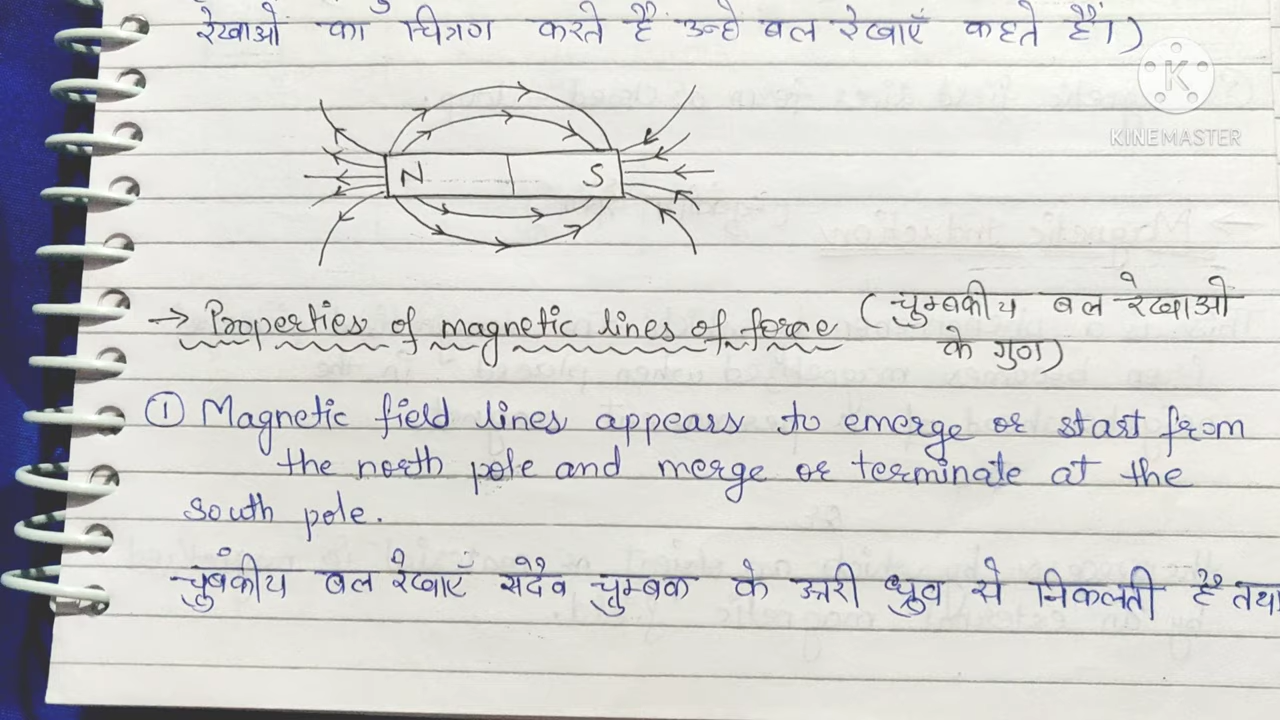 रेखाओ का चित्रण करते हैं उन्हे बल रेखाएँ कहते हैं।)
KINEMASTER
N S
→ Properties of magnetic lines of force (चुम्बकीय बल रेखाओ
के गुण)
① Magnetic field lines appears to emerge or start from
the north pole and merge or terminate at the
south pole.
चुंबकीय बल रेखाएँ सदैव चुम्बक के उत्तरी ध्रुव से निकलती है तथा